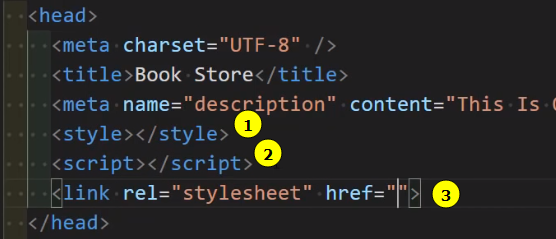 <head>
<meta charset="UTF-8" />
<title>Book Store</title>
<meta name="description" content="This Is
<style></style> 1
<script></script> 2
<link rel="stylesheet" href=""> 3
</head>